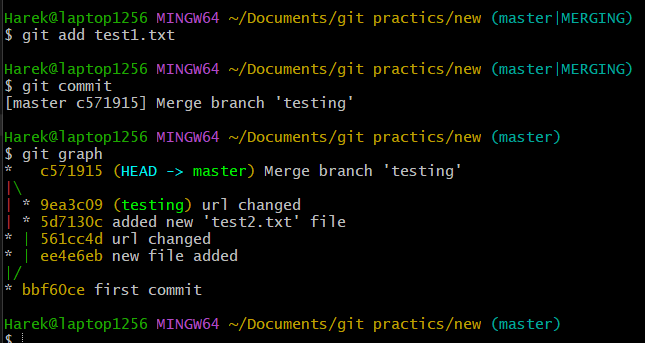 Harek@laptop1256 MINGW64 ~/Documents/git practics/new (master|MERGING)
$ git add test1.txt
Harek@laptop1256 MINGW64 ~/Documents/git practics/new (master|MERGING)
$ git commit
[master c571915] Merge branch 'testing'
Harek@laptop1256 MINGW64 ~/Documents/git practics/new (master)
$ git graph
*   c571915 (HEAD -> master) Merge branch 'testing'
|\
| * 9ea3c09 (testing) url changed
| * 5d7130c added new 'test2.txt' file
* | 561cc4d url changed
* | ee4e6eb new file added
|/
* bbf60ce first commit
Harek@laptop1256 MINGW64 ~/Documents/git practics/new (master)
$